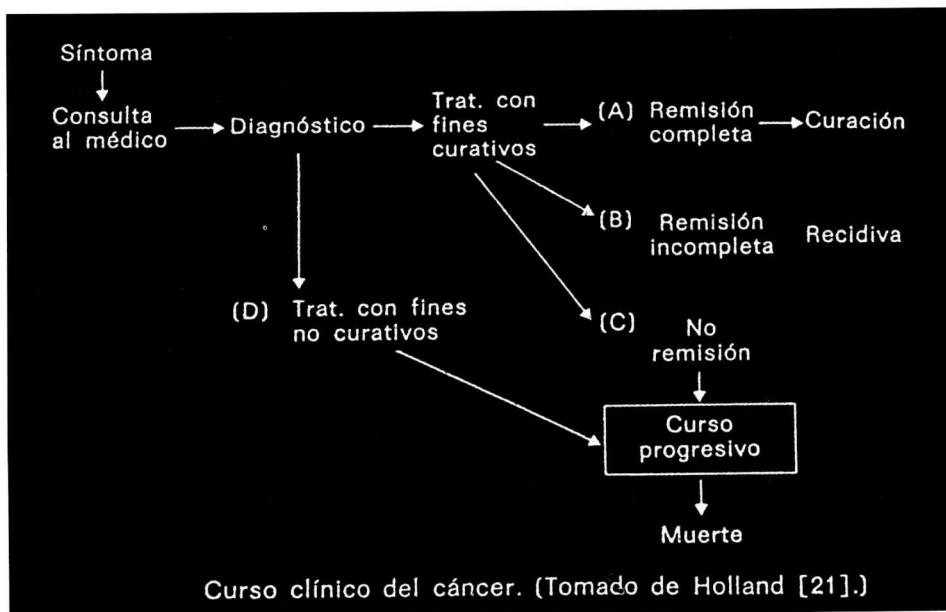 Síntoma
Consulta
al médico
Diagnóstico
Trat. con
fines
curativos
(A) Remisión
completa
Curación
(B) Remisión
incompleta
Recidiva
(C) No
remisión
(D) Trat. con fines
no curativos
Curso
progresivo
Muerte
Curso clínico del cáncer. (Tomado de Holland [21].)